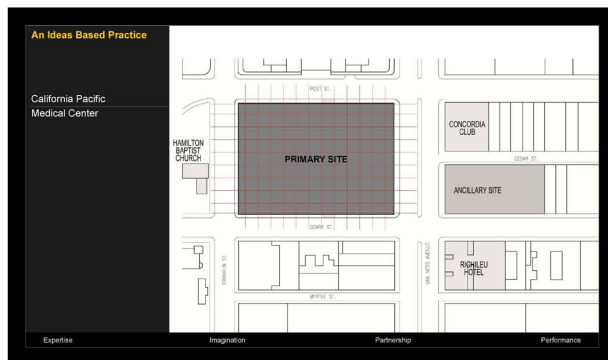 An Ideas Based Practice
California Pacific
Medical Center
POST ST.
HAMILTON
BAPTIST
CHURCH
PRIMARY SITE
CONCORDIA
CLUB
CEDAR ST.
ANCILLARY SITE
GEARY ST.
FRANKLIN ST.
VAN NESS AVENUE
RICHILEU
HOTEL
MYRTLE ST.
Expertise
Imagination
Partnership
Performance